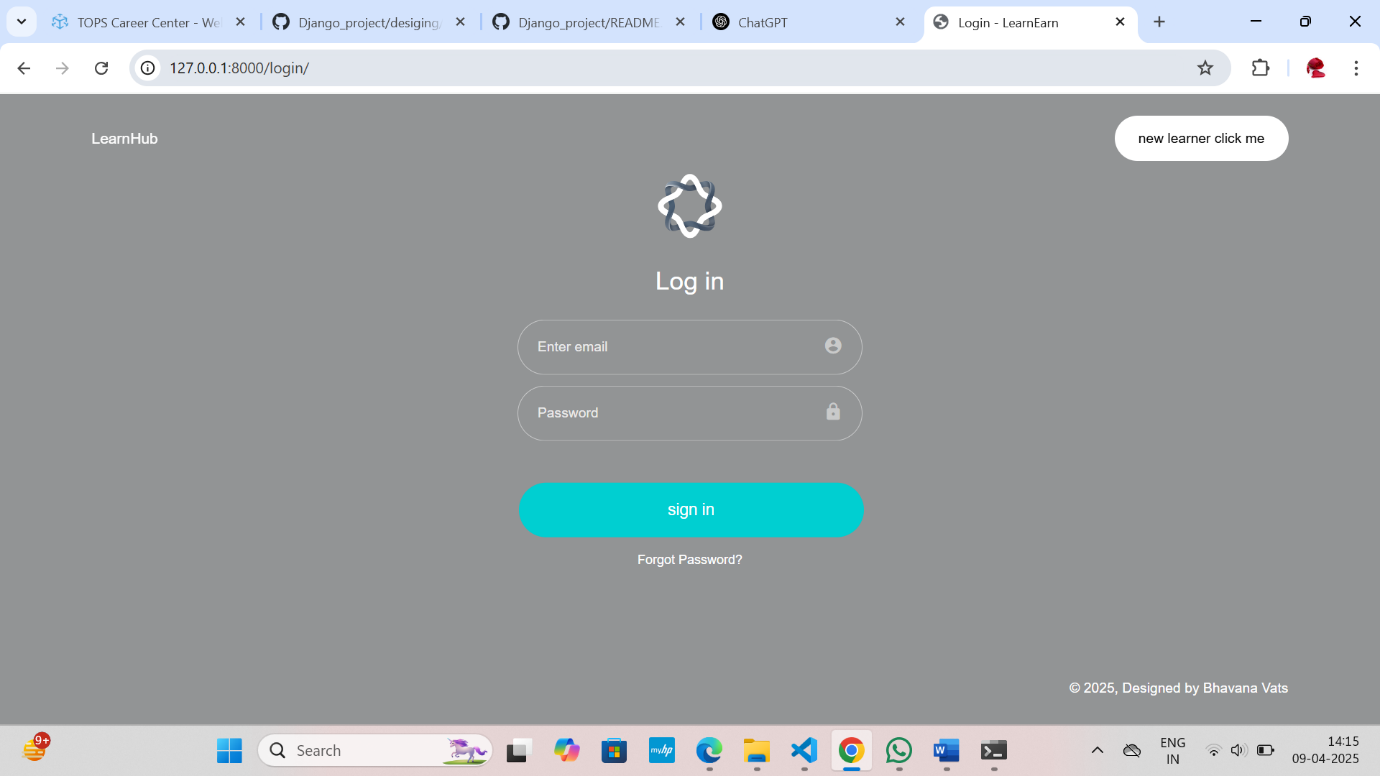 TOPS Career Center - We
Django_project/desiging/
Django_project/README.
ChatGPT
Login - LearnEarn
127.0.0.1:8000/login/
LearnHub
new learner click me
Log in
Enter email
Password
sign in
Forgot Password?
© 2025, Designed by Bhavana Vats
9+
Search
myhp
ENG
IN
14:15
09-04-2025